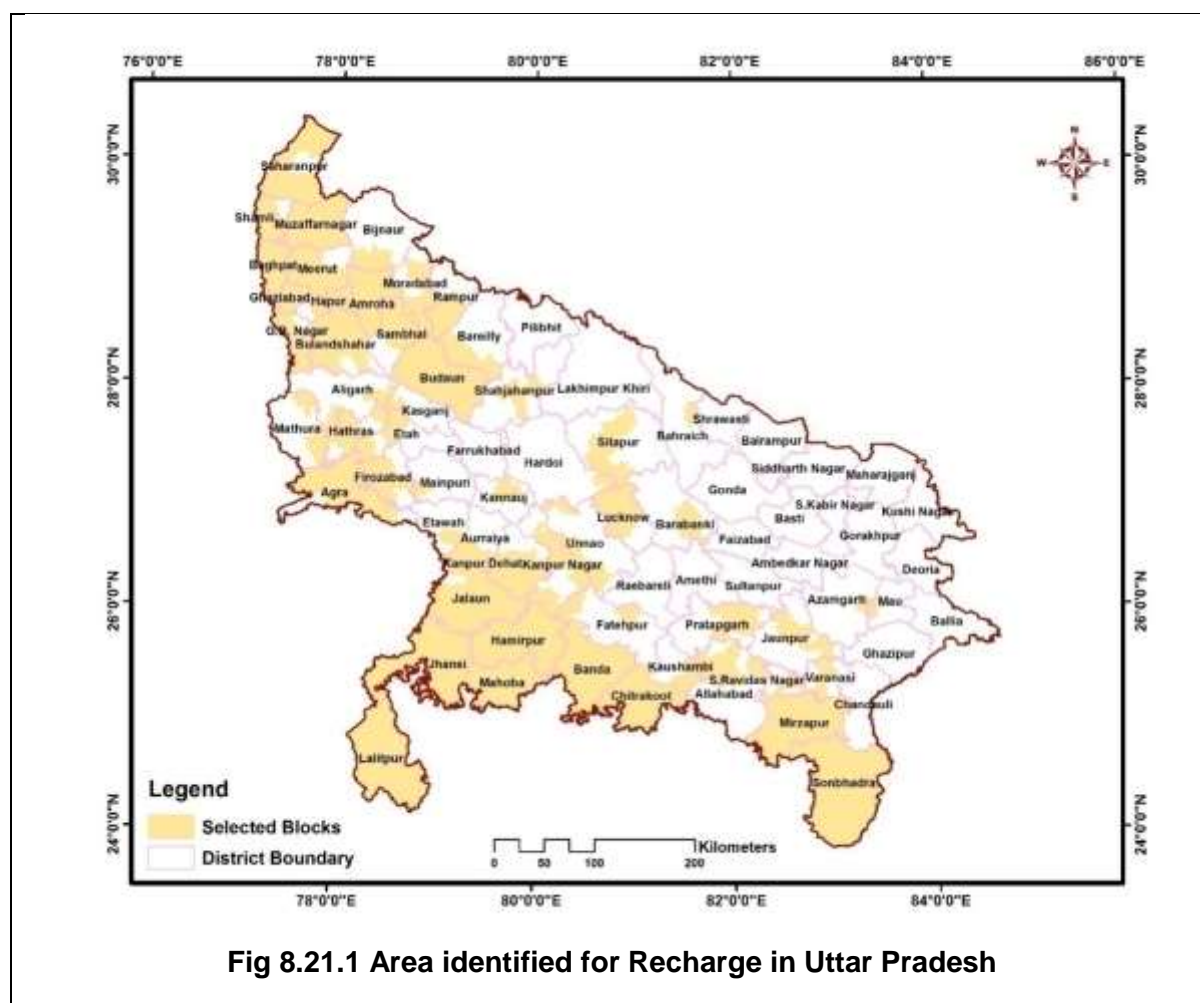 76°0'0"E 78°0'0"E 80°0'0"E 82°0'0"E 84°0'0"E 86°0'0"E
N
W E
S
30°0'0"N 30°0'0"N
Saharanpur
Shamli
Muzaffarnagar
Bijnaur
Baghpat Meerut
Moradabad
Ghaziabad Hapur Amroha Rampur
G.B. Nagar
Bulandshahar
Sambhal
Bareilly
Pilibhit
28°0'0"N 28°0'0"N
Aligarh
Budaun
Shahjahanpur
Lakhimpur Khiri
Kasganj
Mathura Hathras Etah
Shrawasti
Bahraich
Balrampur
Sitapur
Farrukhabad
Hardoi
Siddharth Nagar
Maharajganj
Agra
Firozabad
Mainpuri
Kannauj
Gonda
S.Kabir Nagar
Kushi Nagar
Basti
Etawah
Auraiya
Unnao
Lucknow
Barabanki
Faizabad
Gorakhpur
Kanpur Dehat Kanpur Nagar
Ambedkar Nagar
Deoria
Raebareli
Amethi
Sultanpur
26°0'0"N 26°0'0"N
Jalaun
Azamgarh
Mau
Ballia
Fatehpur
Pratapgarh
Jaunpur
Hamirpur
Ghazipur
Jhansi
Mahoba
Banda
Kaushambi
S.Ravidas Nagar
Varanasi
Chitrakoot
Allahabad
Chandauli
Mirzapur
Lalitpur
Sonbhadra
24°0'0"N 24°0'0"N
Legend
Selected Blocks
District Boundary
Kilometers
0 50 100 200
78°0'0"E 80°0'0"E 82°0'0"E 84°0'0"E
Fig 8.21.1 Area identified for Recharge in Uttar Pradesh